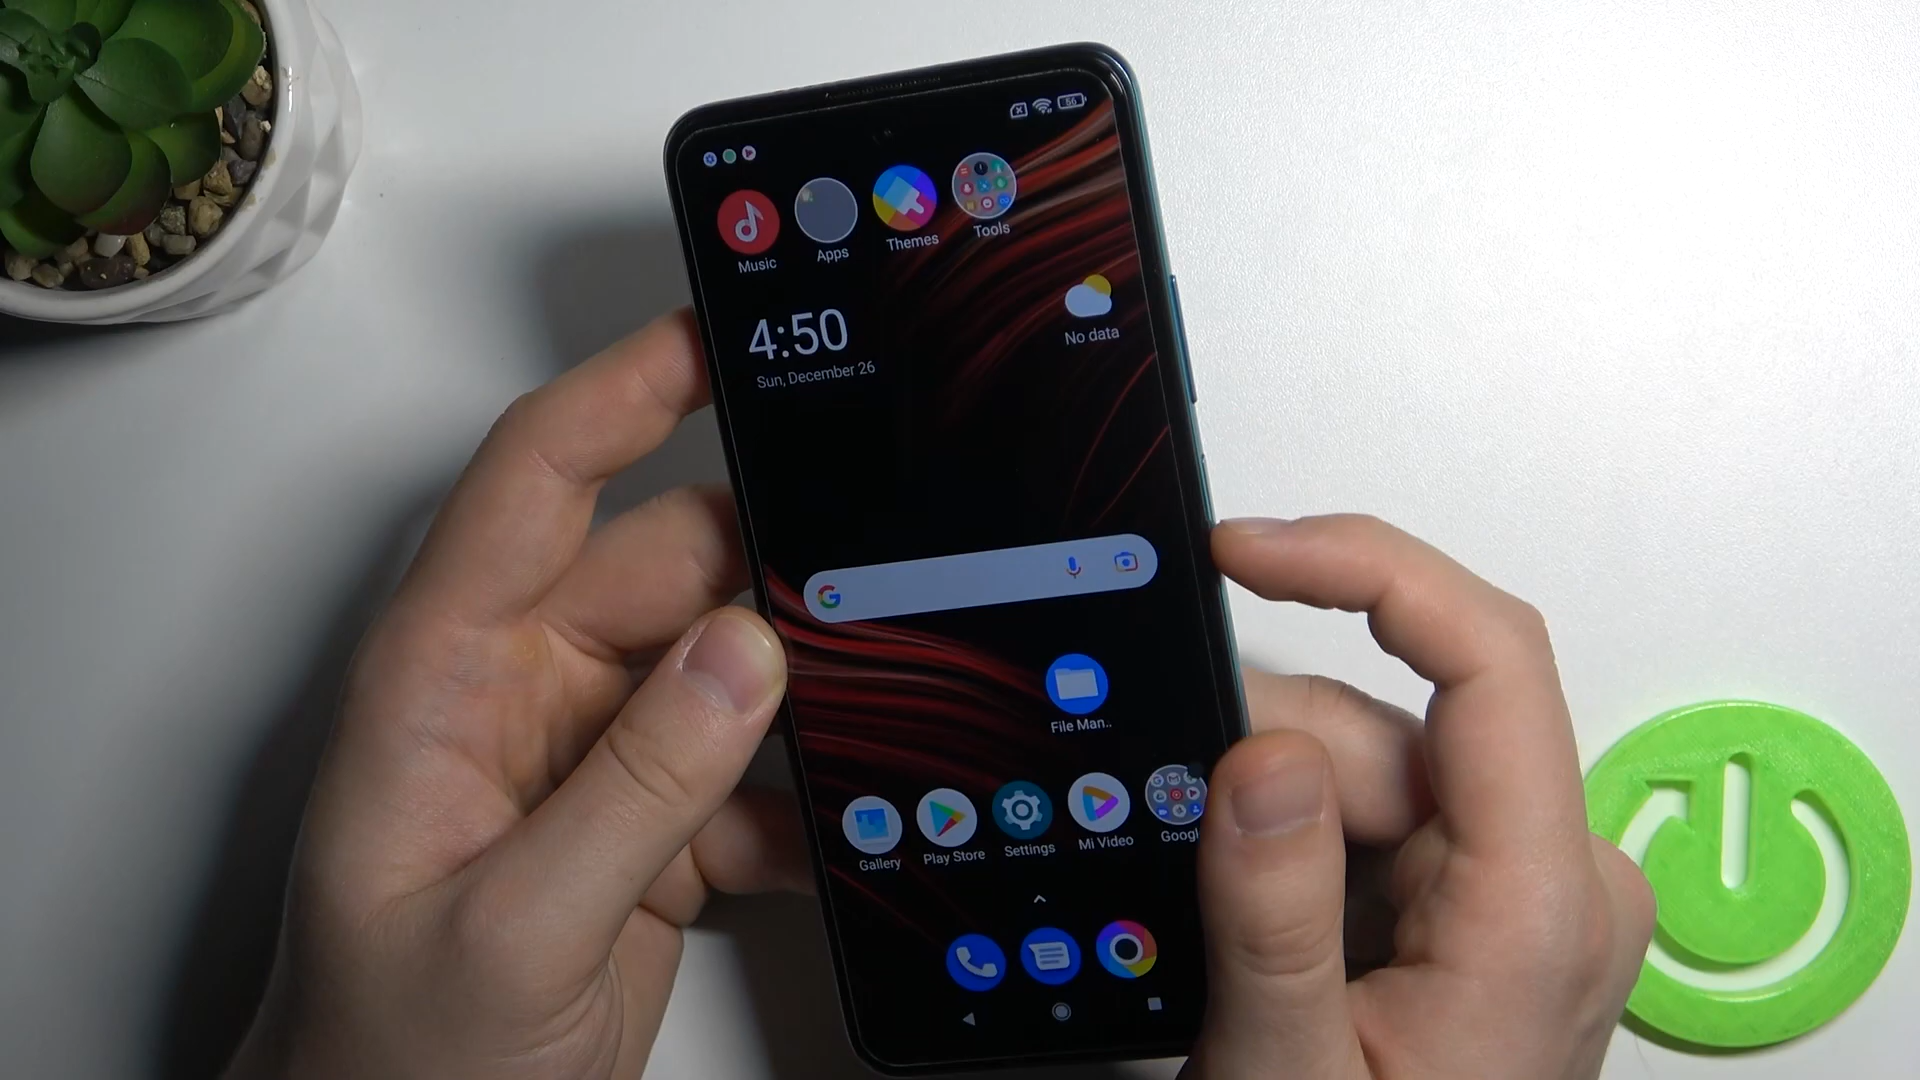 56
Music
Apps
Themes
Tools
4:50
Sun, December 26
No data
G
File Man..
Gallery
Play Store
Settings
Mi Video
Googl